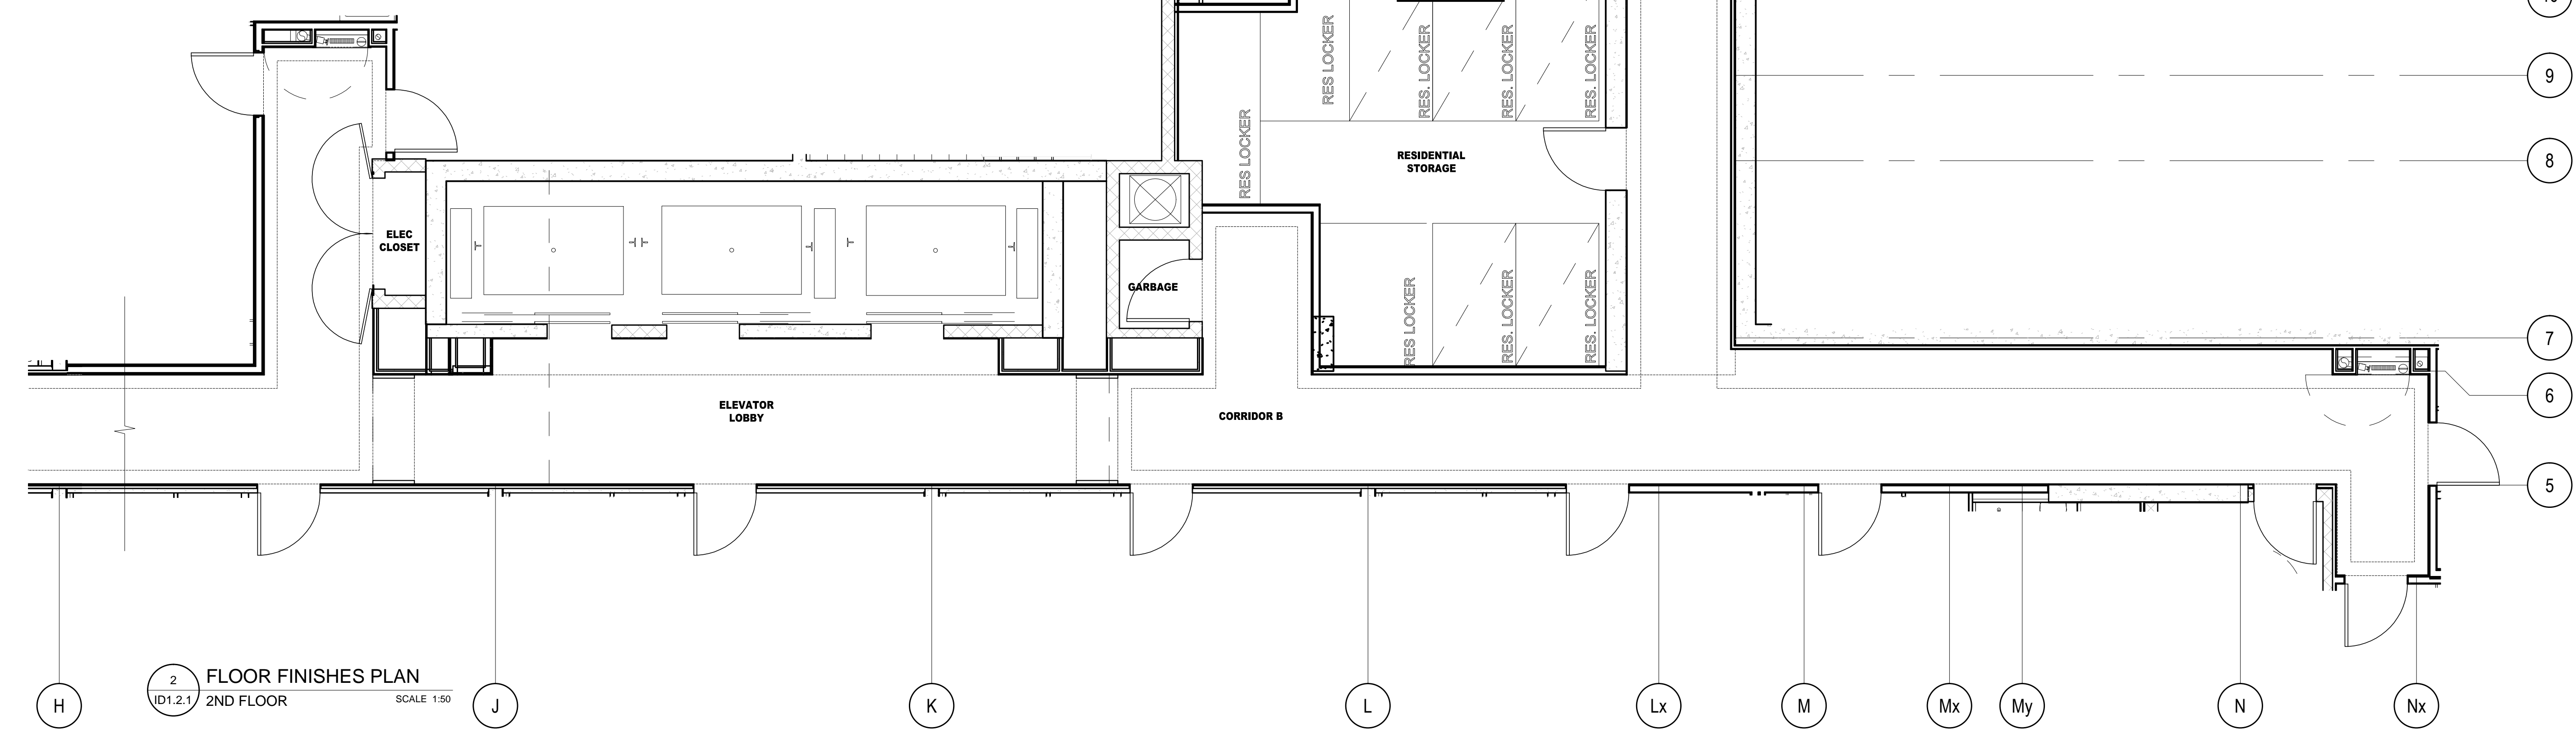 RES LOCKER
RES. LOCKER
RES. LOCKER
RES. LOCKER
9
RES LOCKER
RESIDENTIAL
STORAGE
8
ELEC
CLOSET
GARBAGE
RES LOCKER
RES. LOCKER
RES. LOCKER
7
6
ELEVATOR
LOBBY
CORRIDOR B
5
2
FLOOR FINISHES PLAN
ID1.2.1
2ND FLOOR
SCALE 1:50
H
J
K
L
Lx
M
Mx
My
N
Nx